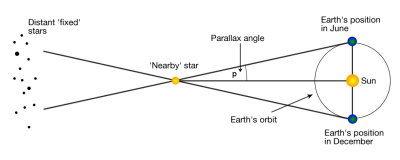 Distant 'fixed'
stars
Earth's position
in June
Parallax angle
'Nearby' star
p
Sun
Earth's orbit
Earth's position
in December